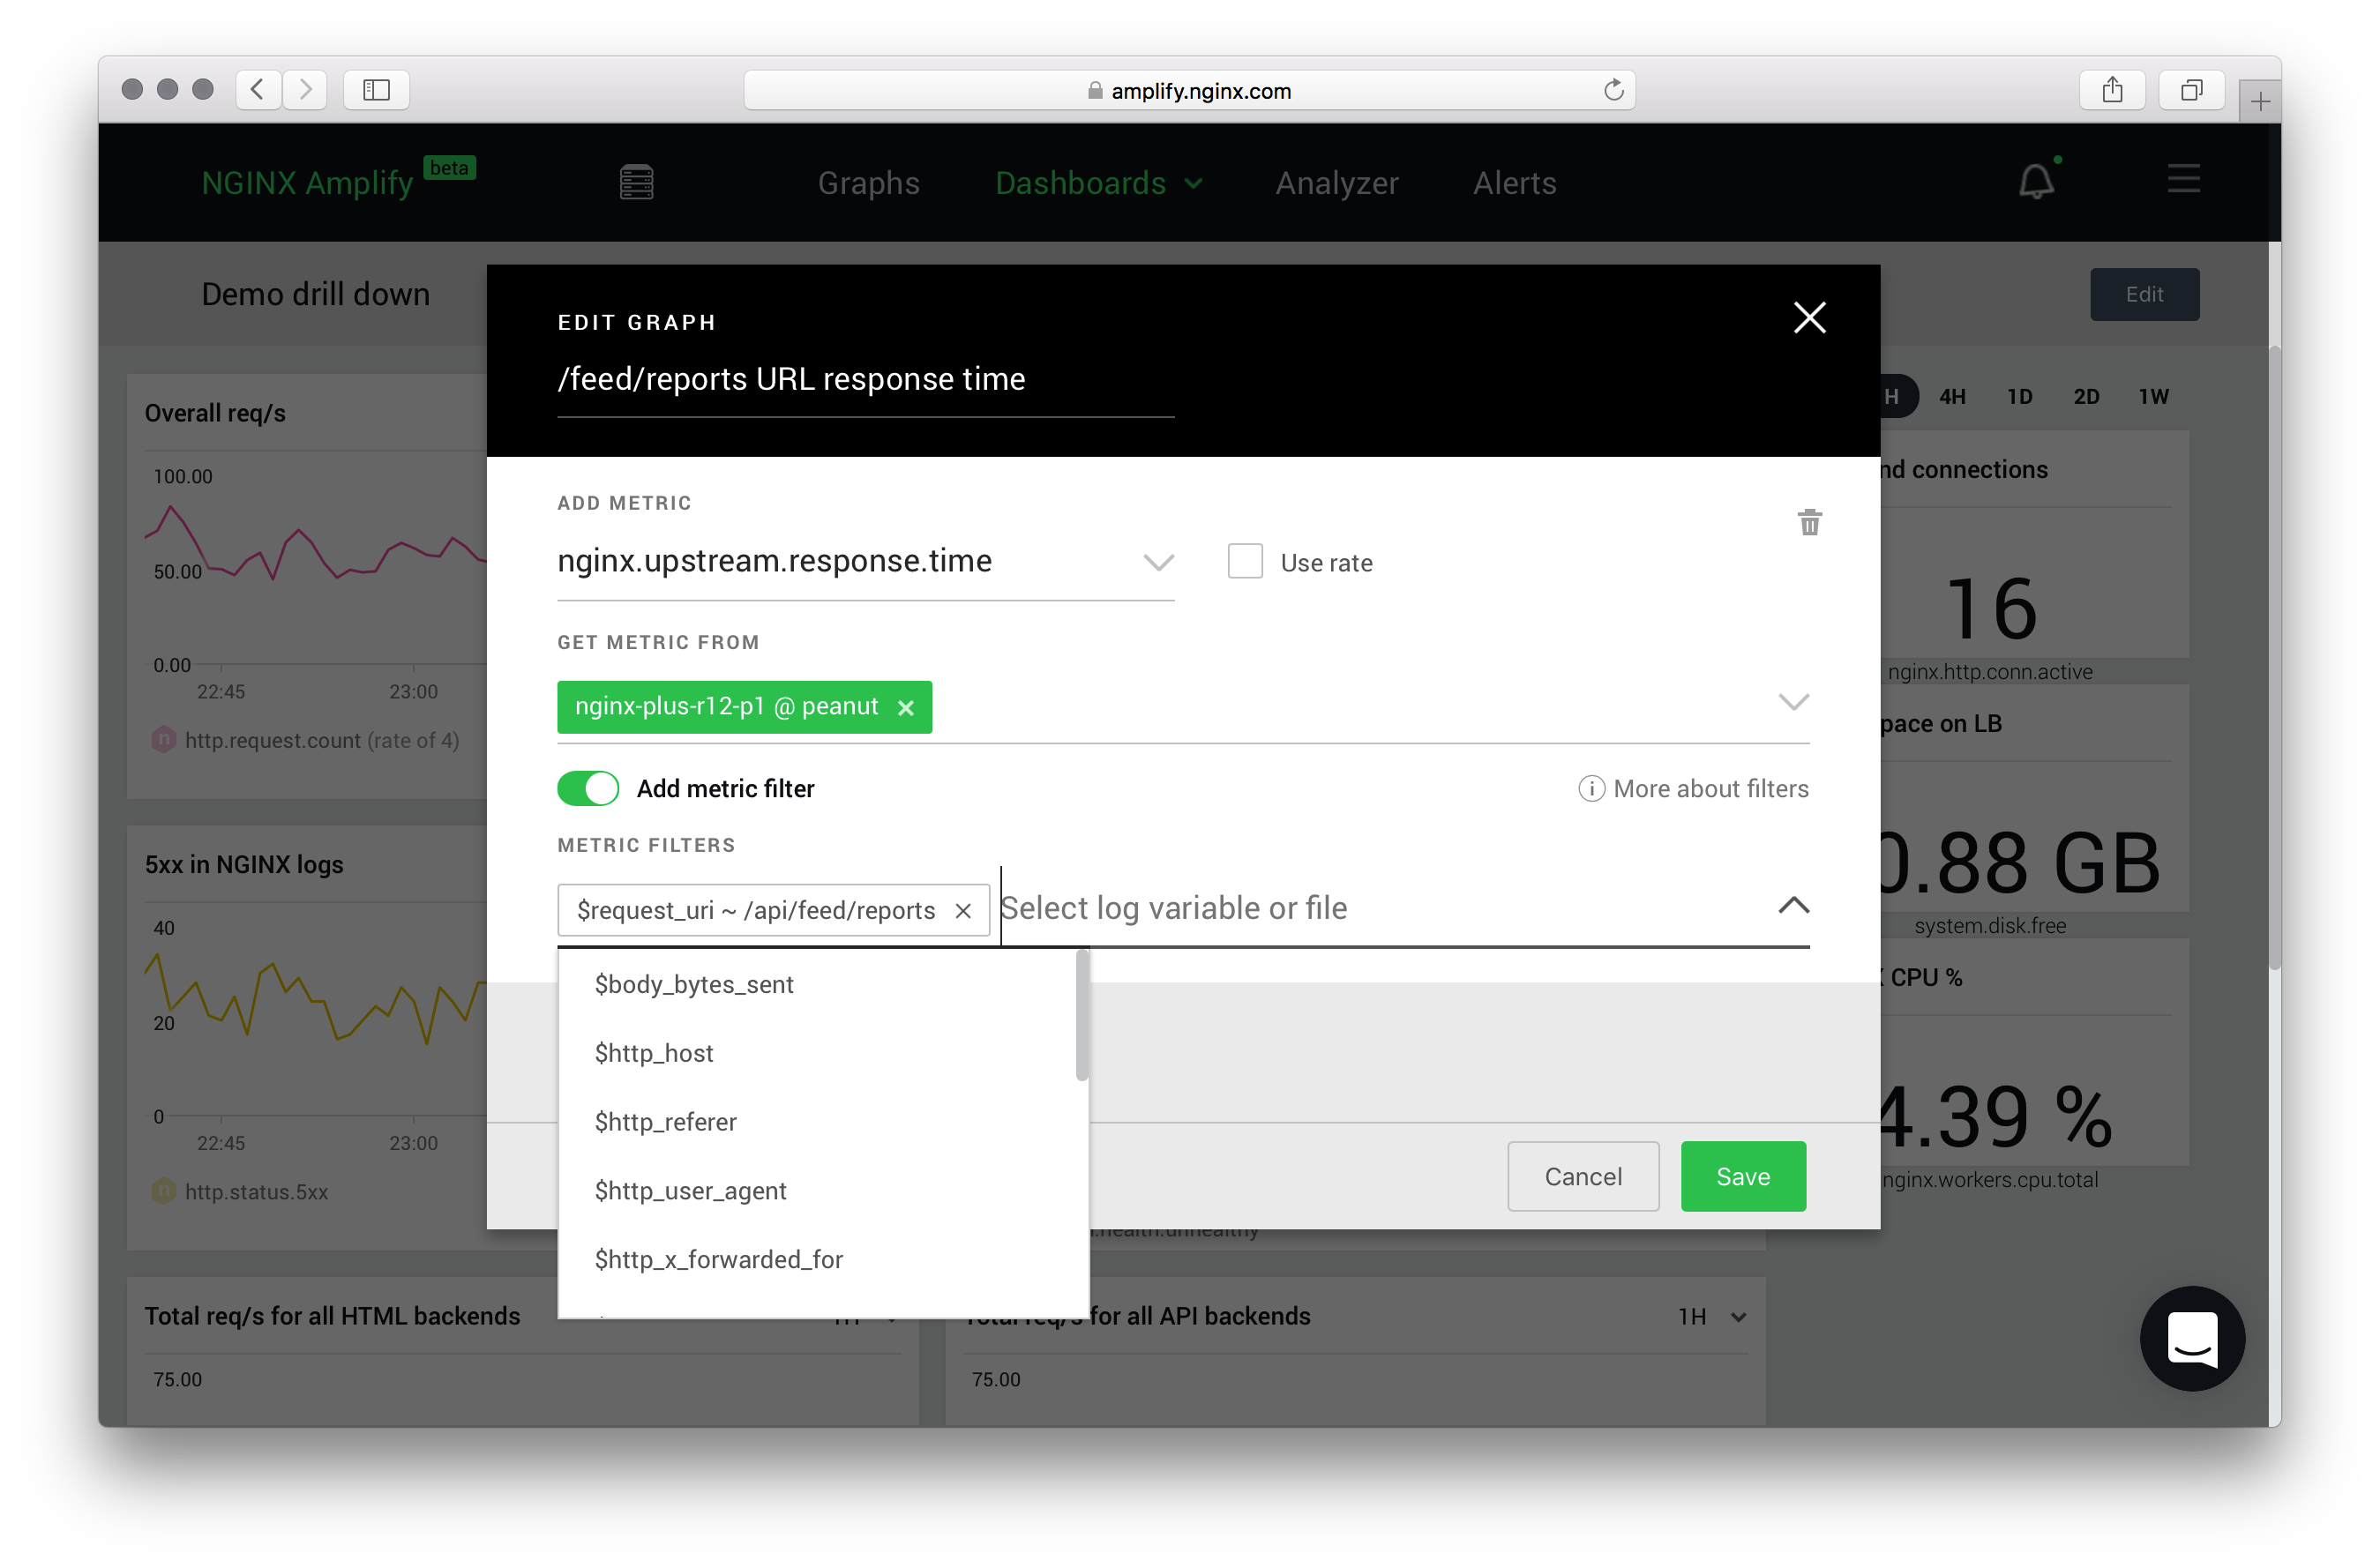 amplify.nginx.com
NGINX Amplify beta
Graphs Dashboards Analyzer Alerts
Demo drill down
Edit
EDIT GRAPH
/feed/reports URL response time
H 4H 1D 2D 1W
Overall req/s
100.00
50.00
0.00
22:45 23:00
http.request.count (rate of 4)
ADD METRIC
nginx.upstream.response.time
Use rate
GET METRIC FROM
nginx-plus-r12-p1 @ peanut
Add metric filter
More about filters
METRIC FILTERS
$request_uri ~ /api/feed/reports
Select log variable or file
$body_bytes_sent
$http_host
$http_referer
$http_user_agent
$http_x_forwarded_for
Cancel
Save
nd connections
16
nginx.http.conn.active
pace on LB
0.88 GB
system.disk.free
CPU %
4.39 %
nginx.workers.cpu.total
5xx in NGINX logs
40
20
0
22:45 23:00
http.status.5xx
.health.unhealthy
Total req/s for all HTML backends
1H
75.00
Total req/s for all API backends
1H
75.00